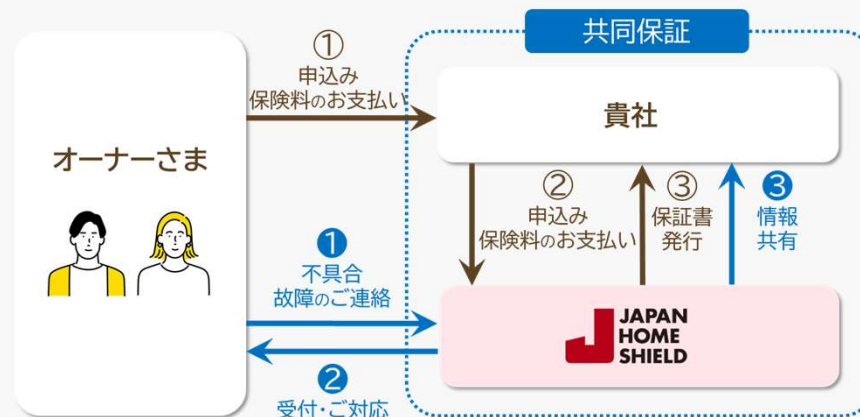 共同保証
オーナーさま
①
申込み
保険料のお支払い
貴社
②
申込み
保険料のお支払い
③
保証書
発行
❸
情報
共有
❶
不具合
故障のご連絡
❷
受付・ご対応
JAPAN
HOME
SHIELD